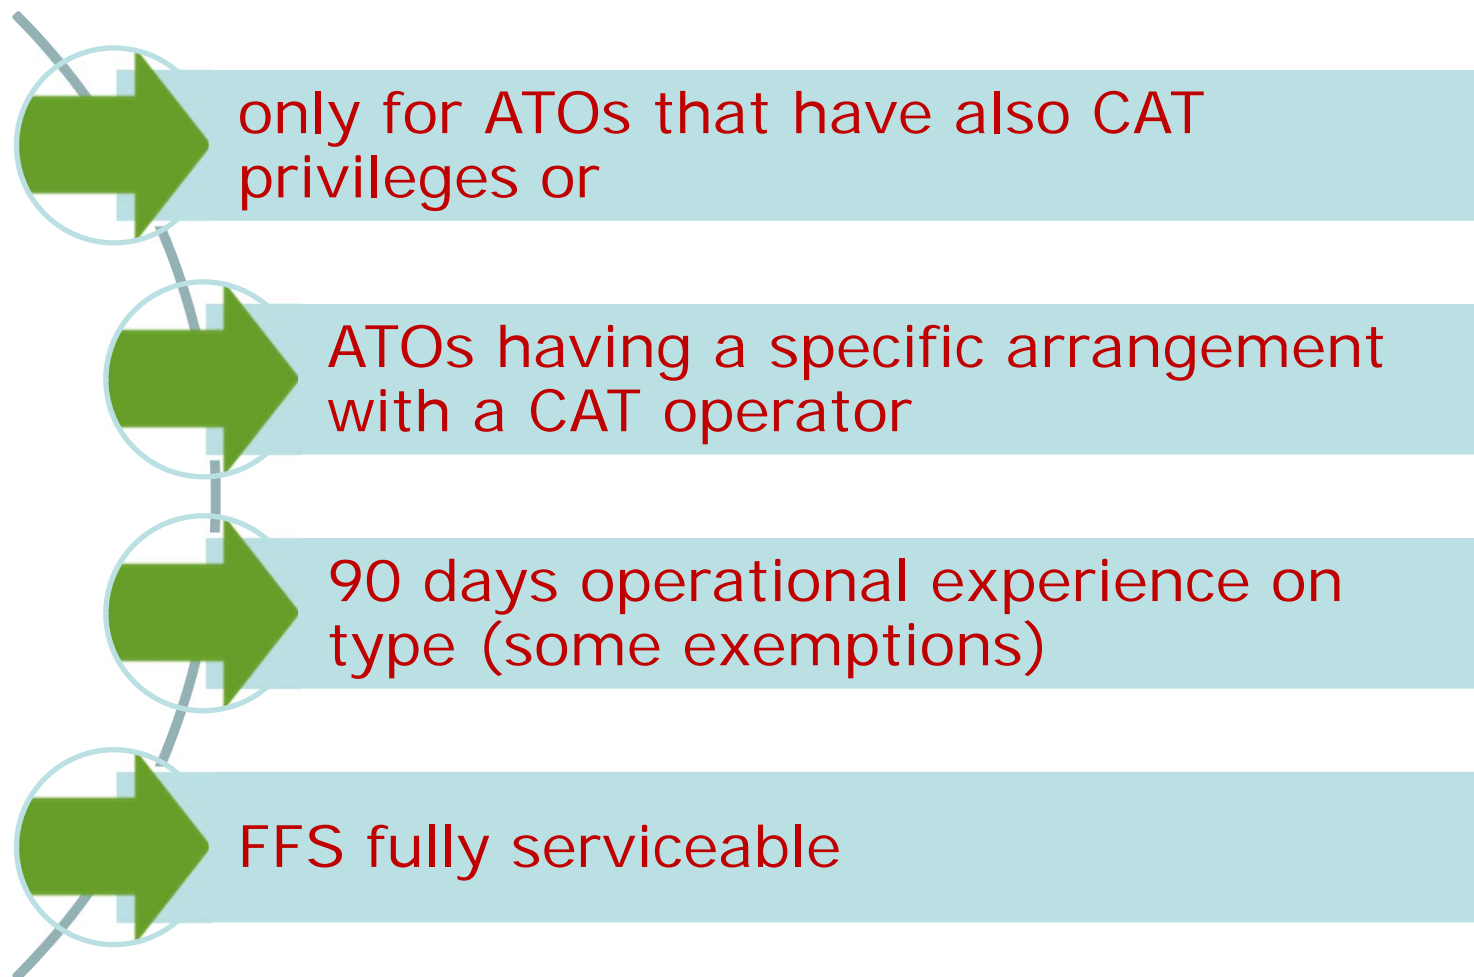 only for ATOs that have also CAT
privileges or
ATOs having a specific arrangement
with a CAT operator
90 days operational experience on
type (some exemptions)
FFS fully serviceable